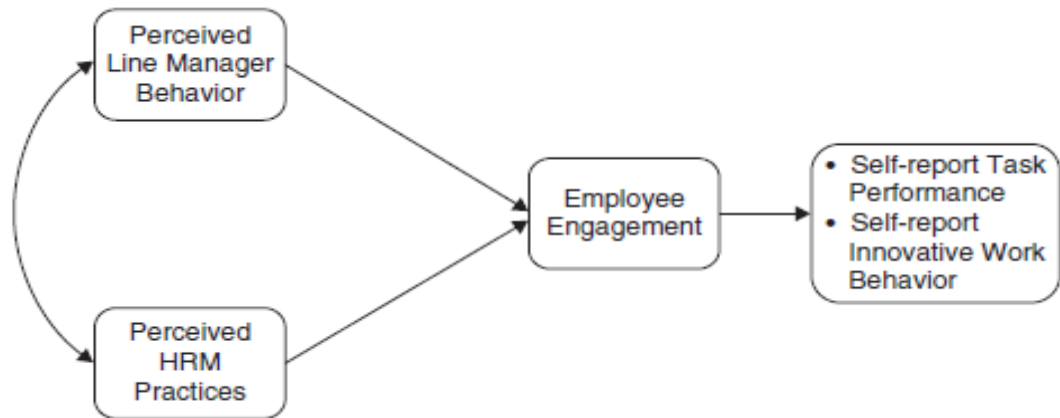 Perceived
Line Manager
Behavior
Employee
Engagement
• Self-report Task
Performance
• Self-report
Innovative Work
Behavior
Perceived
HRM
Practices